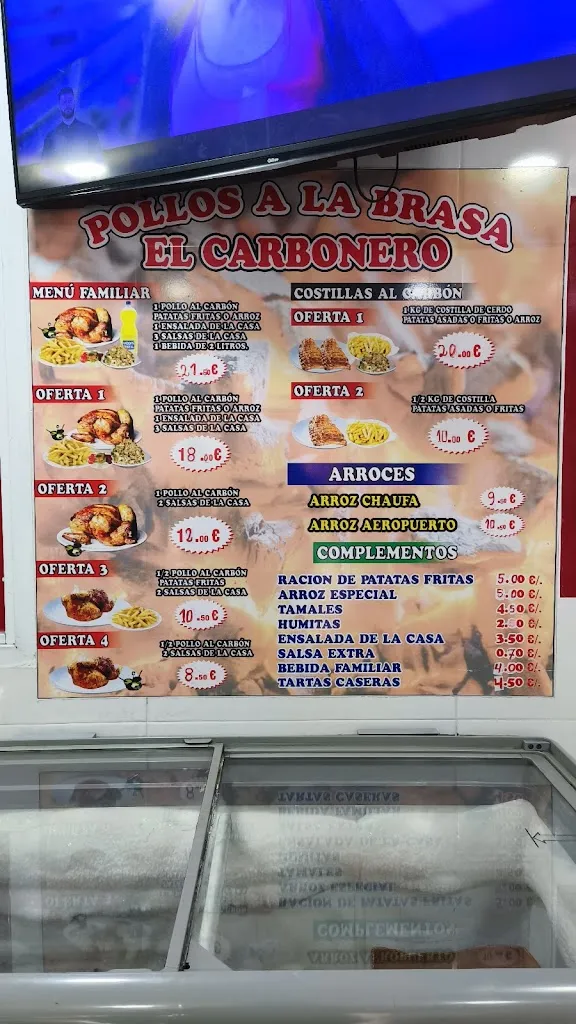 POLLOS A LA BRASA
EL CARBONERO
MENÚ FAMILIAR
1 POLLO AL CARBÓN
PATATAS FRITAS O ARROZ
1 ENSALADA DE LA CASA
3 SALSAS DE LA CASA
1 BEBIDA DE 2 LITROS.
21.50 €
OFERTA 1
1 POLLO AL CARBÓN
PATATAS FRITAS O ARROZ
1 ENSALADA DE LA CASA
3 SALSAS DE LA CASA
18.00 €
OFERTA 2
1 POLLO AL CARBÓN
2 SALSAS DE LA CASA
12.00 €
OFERTA 3
1/2 POLLO AL CARBÓN
PATATAS FRITAS
2 SALSAS DE LA CASA
10.50 €
OFERTA 4
1/2 POLLO AL CARBÓN
2 SALSAS DE LA CASA
8.50 €
COSTILLAS AL CARBÓN
OFERTA 1
1 KG DE COSTILLA DE CERDO
PATATAS ASADAS O FRITAS O ARROZ
20.00 €
OFERTA 2
1/2 KG DE COSTILLA
PATATAS ASADAS O FRITAS
10.00 €
ARROCES
ARROZ CHAUFA 9.50 €
ARROZ AEROPUERTO 10.50 €
COMPLEMENTOS
RACION DE PATATAS FRITAS 5.00 €/.
ARROZ ESPECIAL 5.00 €/.
TAMALES 4.50 €/.
HUMITAS €/.
ENSALADA DE LA CASA 3.50 €/.
SALSA EXTRA 0.70 €/.
BEBIDA FAMILIAR 4.00 €/.
TARTAS CASERAS 4.50 €/.